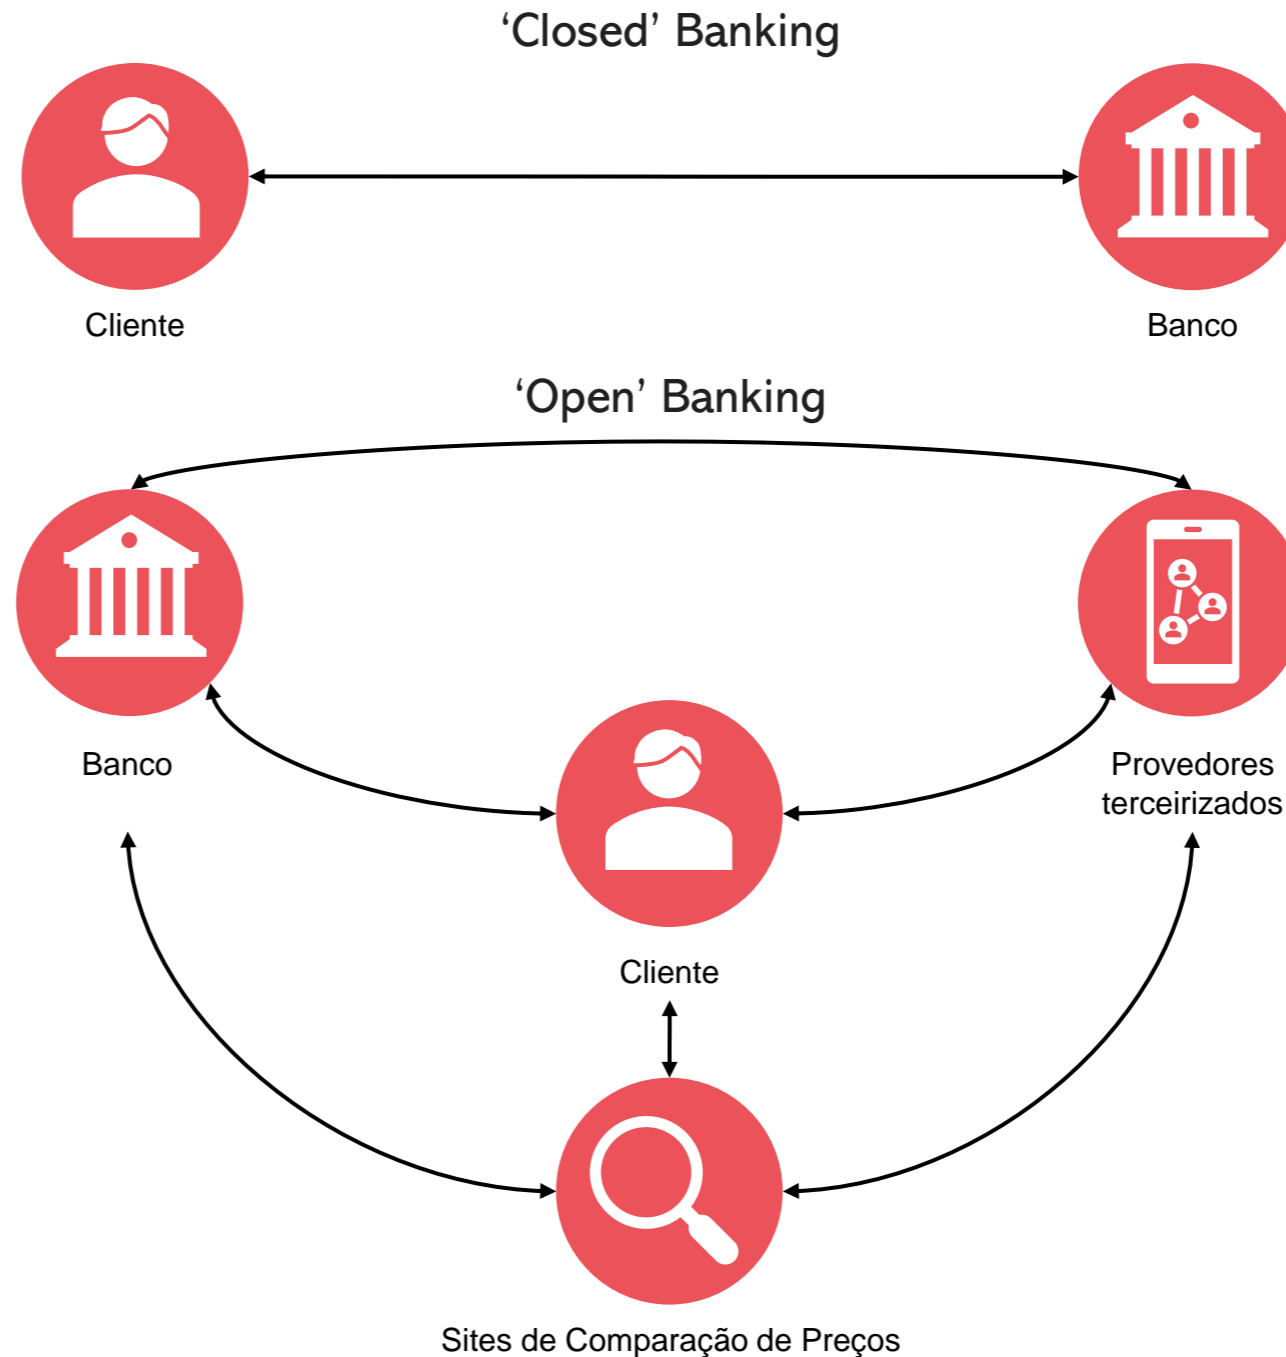 ‘Closed’ Banking
Cliente
Banco
‘Open’ Banking
Banco
Provedores
terceirizados
Cliente
Sites de Comparação de Preços